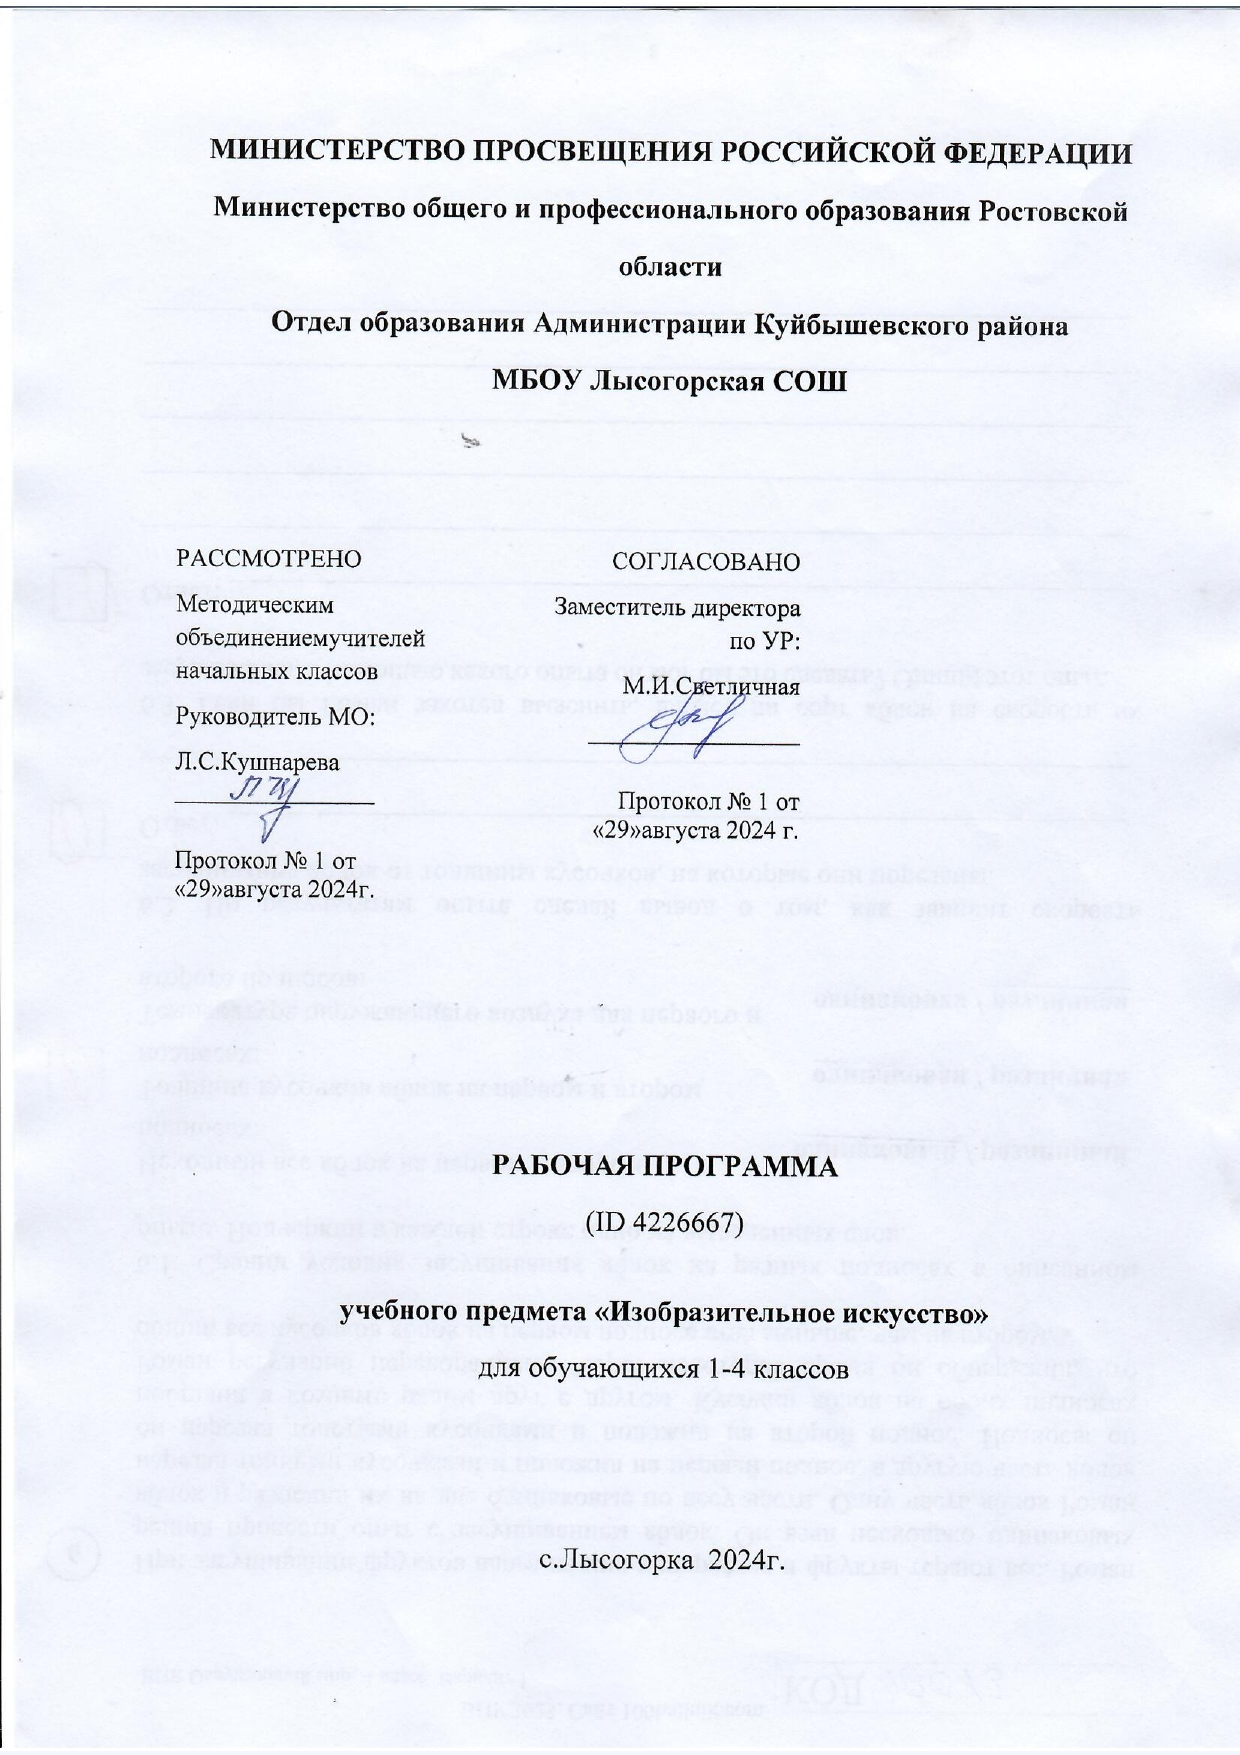 МИНИСТЕРСТВО ПРОСВЕЩЕНИЯ РОССИЙСКОЙ ФЕДЕРАЦИИ
Министерство общего и профессионального образования Ростовской
области
Отдел образования Администрации Куйбышевского района
МБОУ Лысогорская СОШ
РАССМОТРЕНО
Методическим
объединениемучителей
начальных классов
Руководитель МО:
Л.С.Кушнарева
Протокол № 1 от
«29»августа 2024г.
СОГЛАСОВАНО
Заместитель директора
по УР:
М.И.Светличная
Протокол № 1 от
«29»августа 2024 г.
РАБОЧАЯ ПРОГРАММА
(ID 4226667)
учебного предмета «Изобразительное искусство»
для обучающихся 1-4 классов
с.Лысогорка 2024г.